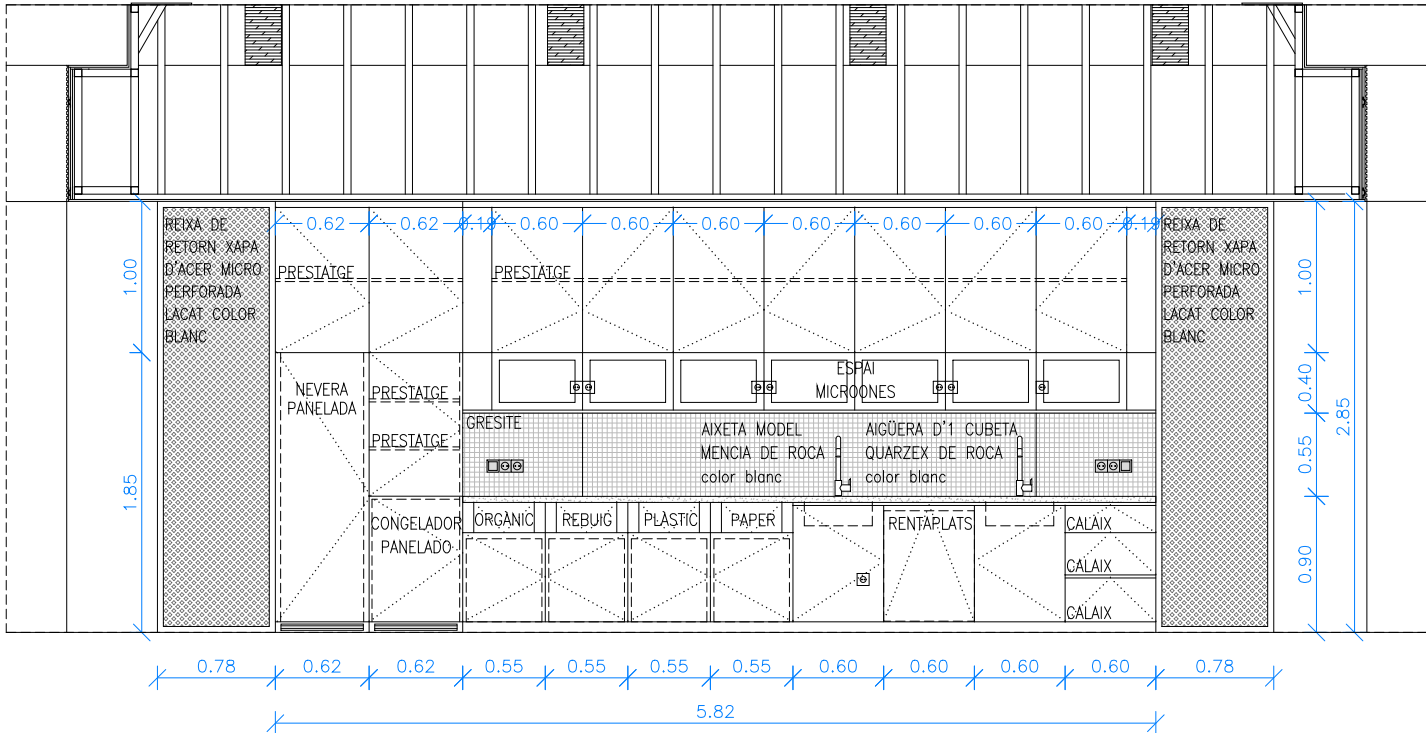 REIXA DE
RETORN XAPA
D'ACER MICRO
PERFORADA
LACAT COLOR
BLANC
0.62
0.62
0.19
0.60
0.60
0.60
0.60
0.60
0.60
0.60
0.19
REIXA DE
RETORN XAPA
D'ACER MICRO
PERFORADA
LACAT COLOR
BLANC
PRESTATGE
PRESTATGE
1.00
1.00
NEVERA
PANELADA
PRESTATGE
PRESTATGE
ESPAI
MICROONES
0.40
2.85
GRESITE
AIXETA MODEL
MENCIA DE ROCA
color blanc
AIGÜERA D'1 CUBETA
QUARZEX DE ROCA
color blanc
0.55
1.85
CONGELADOR
PANELADO
ORGÀNIC
REBUIG
PLÀSTIC
PAPER
RENTAPLATS
CALAIX
CALAIX
CALAIX
0.90
0.78
0.62
0.62
0.55
0.55
0.55
0.55
0.60
0.60
0.60
0.60
0.78
5.82